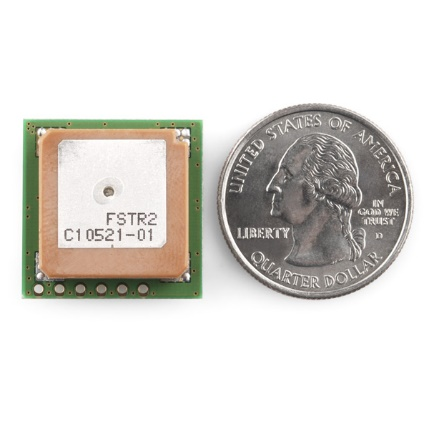 FSTR2
C10521-01
UNITED STATES OF AMERICA
LIBERTY
IN
GOD WE
TRUST
D
QUARTER DOLLAR